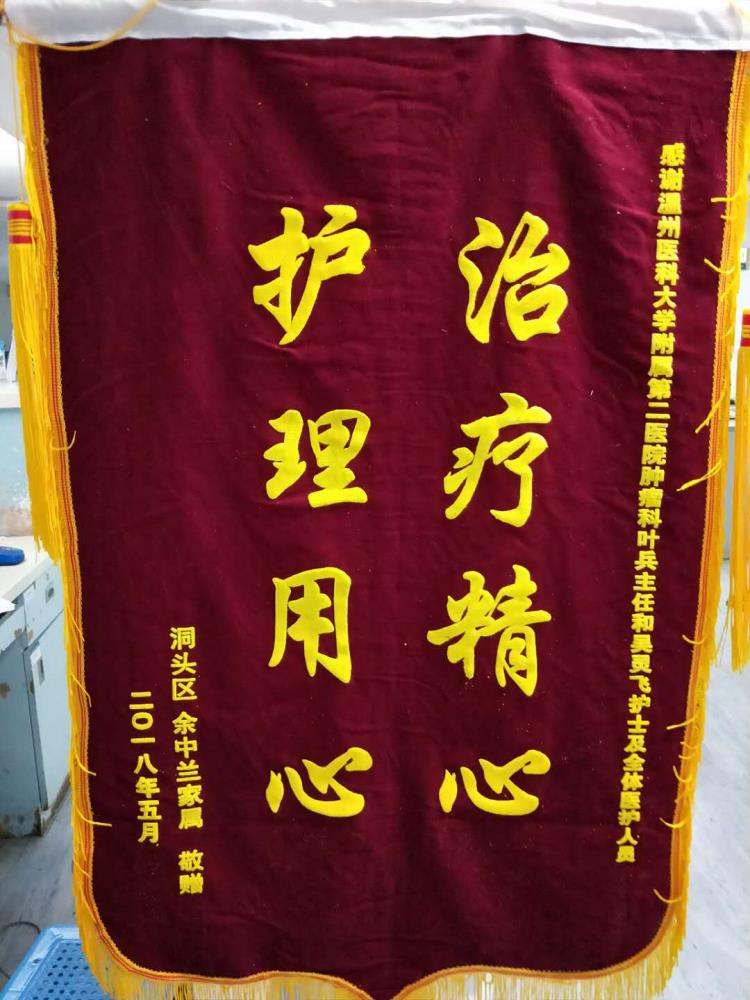 感谢温州医科大学附属第二医院肿瘤科叶兵主任和吴灵飞护士及全体医护人员
治疗精心
护理用心
洞头区 余中兰家属 敬赠
二〇一八年五月